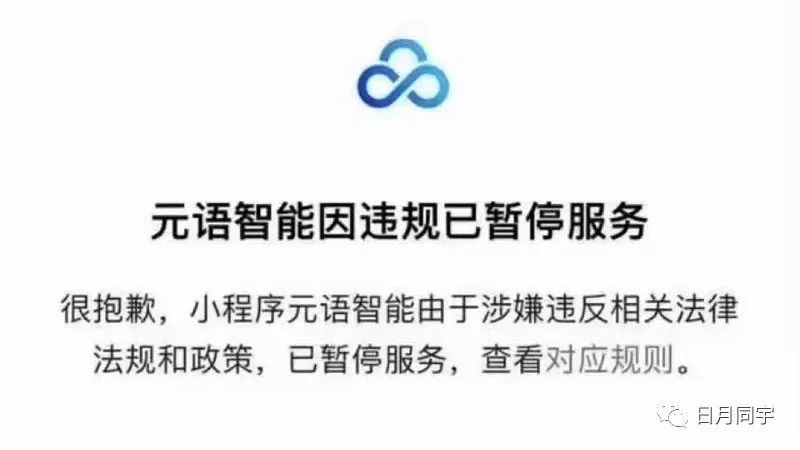 元语智能因违规已暂停服务
很抱歉，小程序元语智能由于涉嫌违反相关法律
法规和政策，已暂停服务，查看对应规则。
日月同宇